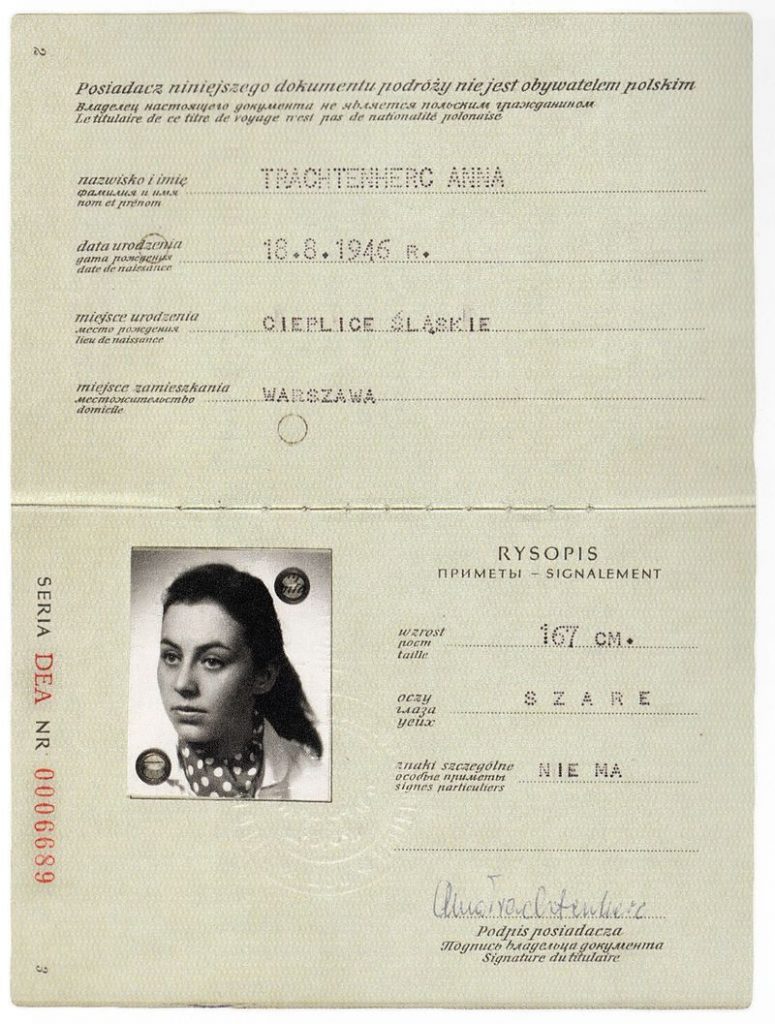 2
Posiadacz niniejszego dokumentu podróży nie jest obywatelem polskim
Владелец настоящего документа не является польским гражданином
Le titulaire de ce titre de voyage n'est pas de nationalité polonaise
nazwisko i imię TRACHTENHERC ANNA
фамилия и имя
nom et prénom
data urodzenia 18.8.1946 R.
дата рождения
date de naissance
miejsce urodzenia CIEPLICE ŚLĄSKIE
место рождения
lieu de naissance
miejsce zamieszkania WARSZAWA
местожительство
domicile
SERIA DEA NR 0006689
RYSOPIS
ПРИМЕТЫ – SIGNALEMENT
wzrost 167 CM.
рост
taille
oczy SZARE
глаза
yeux
znaki szczególne NIE MA
особые приметы
signes particuliers
Anna Trachtenherc
Podpis posiadacza
Подпись владельца документа
Signature du titulaire
3